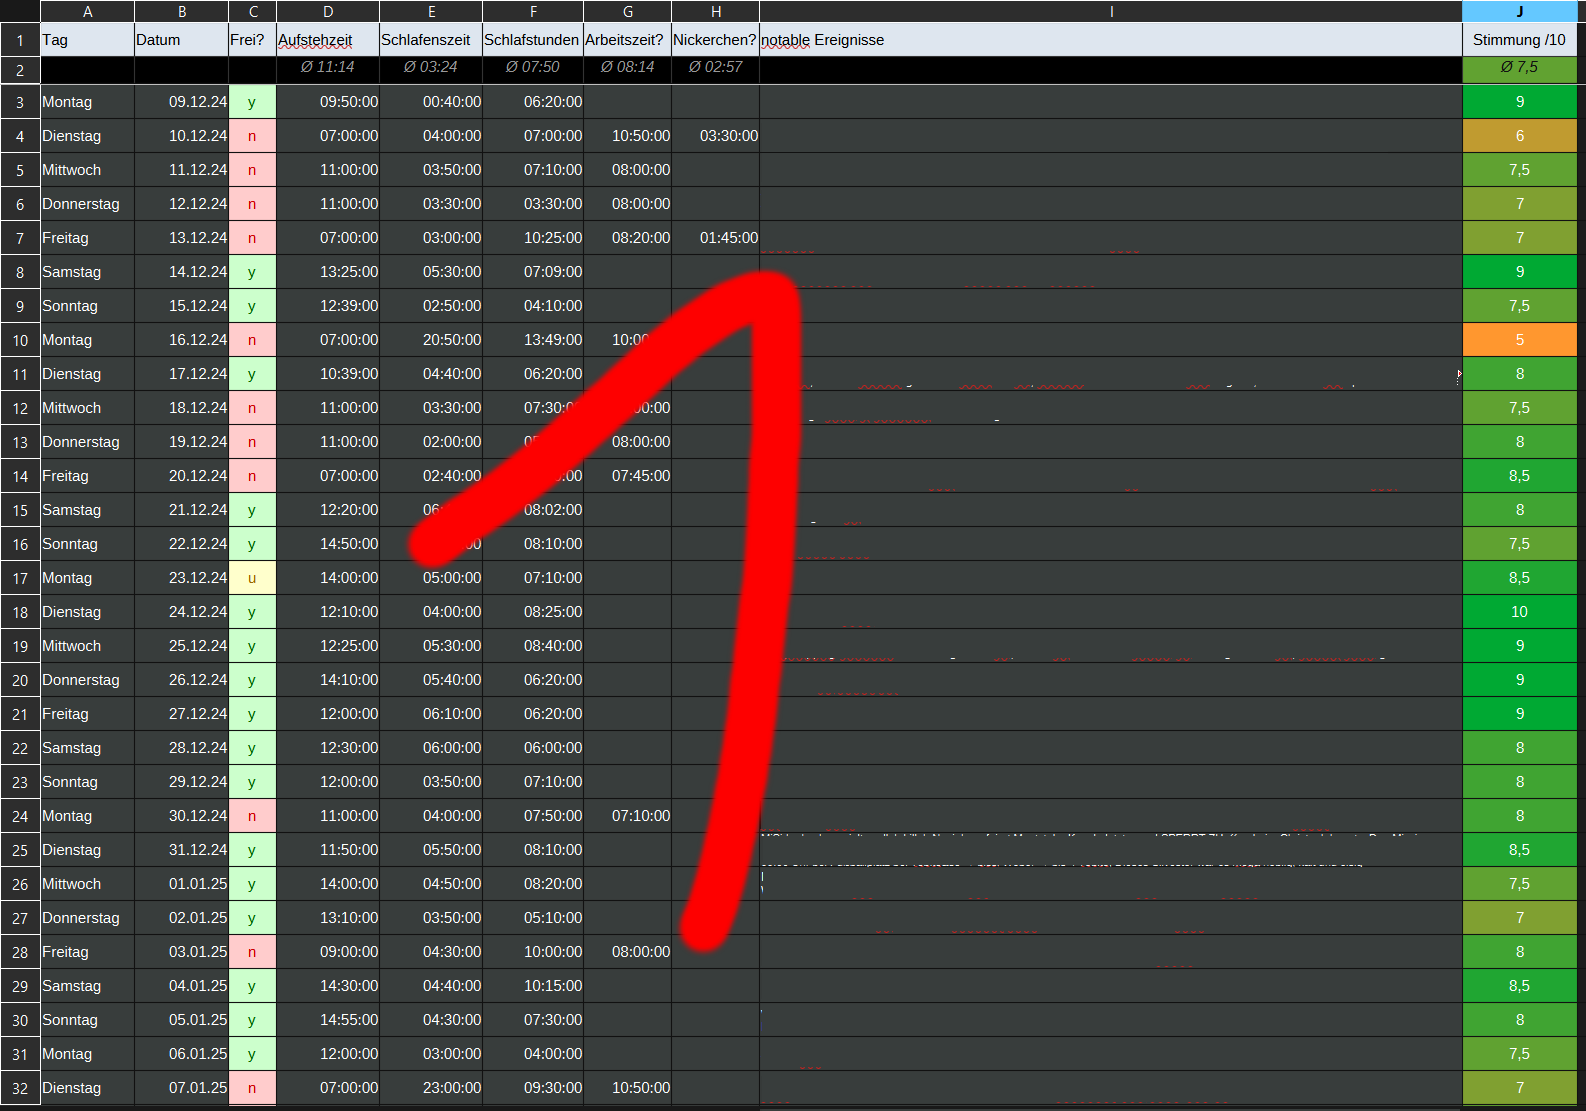 A B C D E F G H I J
1 Tag Datum Frei? Aufstehzeit Schlafenszeit Schlafstunden Arbeitszeit? Nickerchen? notable Ereignisse Stimmung /10
2 Ø 11:14 Ø 03:24 Ø 07:50 Ø 08:14 Ø 02:57 Ø 7,5
3 Montag 09.12.24 y 09:50:00 00:40:00 06:20:00 9
4 Dienstag 10.12.24 n 07:00:00 04:00:00 07:00:00 10:50:00 03:30:00 6
5 Mittwoch 11.12.24 n 11:00:00 03:50:00 07:10:00 08:00:00 7,5
6 Donnerstag 12.12.24 n 11:00:00 03:30:00 03:30:00 08:00:00 7
7 Freitag 13.12.24 n 07:00:00 03:00:00 10:25:00 08:20:00 01:45:00 7
8 Samstag 14.12.24 y 13:25:00 05:30:00 07:09:00 9
9 Sonntag 15.12.24 y 12:39:00 02:50:00 04:10:00 7,5
10 Montag 16.12.24 n 07:00:00 20:50:00 13:49:00 5
11 Dienstag 17.12.24 y 10:39:00 04:40:00 06:20:00 8
12 Mittwoch 18.12.24 n 11:00:00 03:30:00 7,5
13 Donnerstag 19.12.24 n 11:00:00 02:00:00 08:00:00 8
14 Freitag 20.12.24 n 07:00:00 02:40:00 07:45:00 8,5
15 Samstag 21.12.24 y 12:20:00 08:02:00 8
16 Sonntag 22.12.24 y 14:50:00 08:10:00 7,5
17 Montag 23.12.24 u 14:00:00 05:00:00 07:10:00 8,5
18 Dienstag 24.12.24 y 12:10:00 04:00:00 08:25:00 10
19 Mittwoch 25.12.24 y 12:25:00 05:30:00 08:40:00 9
20 Donnerstag 26.12.24 y 14:10:00 05:40:00 06:20:00 9
21 Freitag 27.12.24 y 12:00:00 06:10:00 06:20:00 9
22 Samstag 28.12.24 y 12:30:00 06:00:00 06:00:00 8
23 Sonntag 29.12.24 y 12:00:00 03:50:00 07:10:00 8
24 Montag 30.12.24 n 11:00:00 04:00:00 07:50:00 07:10:00 8
25 Dienstag 31.12.24 y 11:50:00 05:50:00 08:10:00 8,5
26 Mittwoch 01.01.25 y 14:00:00 04:50:00 08:20:00 7,5
27 Donnerstag 02.01.25 y 13:10:00 03:50:00 05:10:00 7
28 Freitag 03.01.25 n 09:00:00 04:30:00 10:00:00 08:00:00 8
29 Samstag 04.01.25 y 14:30:00 04:40:00 10:15:00 8,5
30 Sonntag 05.01.25 y 14:55:00 04:30:00 07:30:00 8
31 Montag 06.01.25 y 12:00:00 03:00:00 04:00:00 7,5
32 Dienstag 07.01.25 n 07:00:00 23:00:00 09:30:00 10:50:00 7